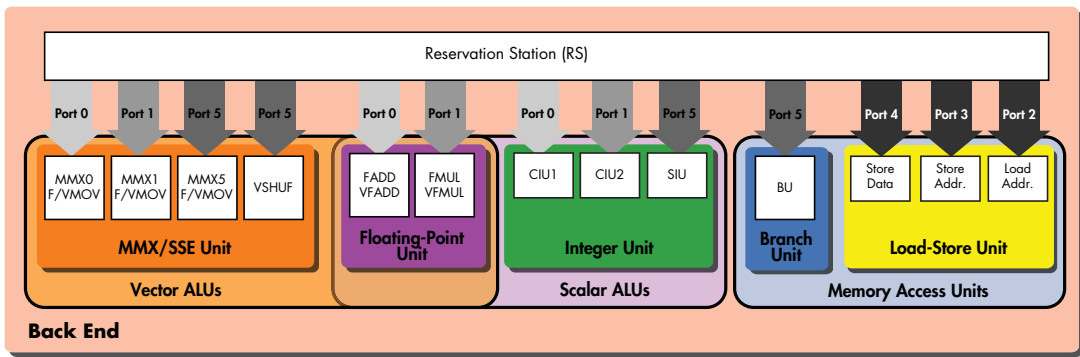 Reservation Station (RS)
Port 0
Port 1
Port 5
Port 5
Port 0
Port 1
Port 0
Port 1
Port 5
Port 5
Port 4
Port 3
Port 2
MMX0
F/VMOV
MMX1
F/VMOV
MMX5
F/VMOV
VSHUF
MMX/SSE Unit
FADD
VFADD
FMUL
VFMUL
Floating-Point
Unit
CIU1
CIU2
SIU
Integer Unit
BU
Branch
Unit
Store
Data
Store
Addr.
Load
Addr.
Load-Store Unit
Vector ALUs
Scalar ALUs
Memory Access Units
Back End